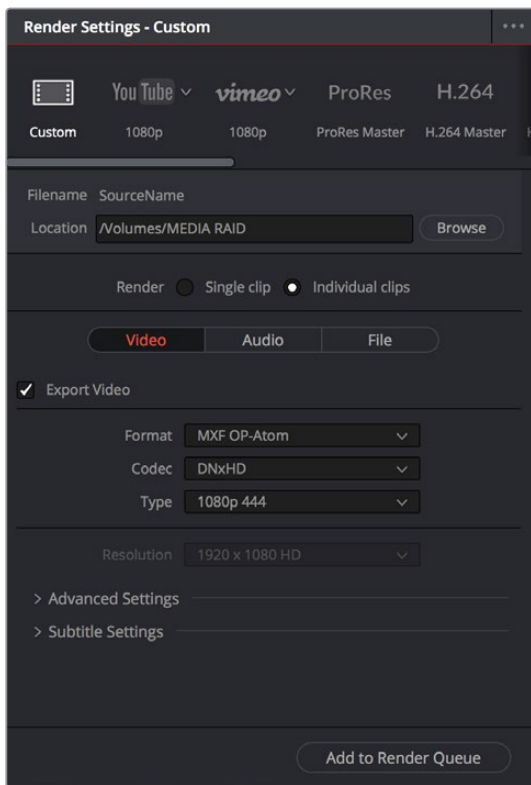 Render Settings - Custom •••
YouTube vimeo ProRes H.264
Custom 1080p 1080p ProRes Master H.264 Master
Filename SourceName
Location /Volumes/MEDIA RAID Browse
Render Single clip Individual clips
Video Audio File
Export Video
Format MXF OP-Atom
Codec DNxHD
Type 1080p 444
Resolution 1920 x 1080 HD
> Advanced Settings
> Subtitle Settings
Add to Render Queue